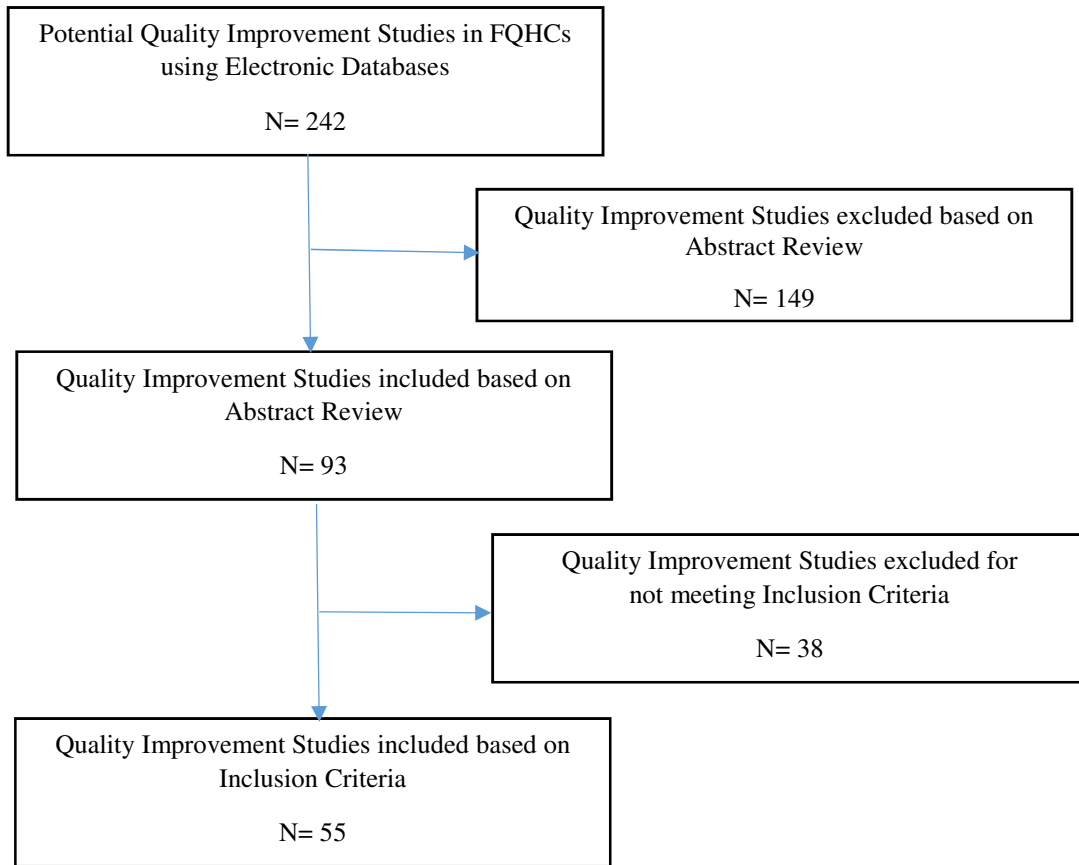 Potential Quality Improvement Studies in FQHCs
using Electronic Databases
N= 242
Quality Improvement Studies excluded based on
Abstract Review
N= 149
Quality Improvement Studies included based on
Abstract Review
N= 93
Quality Improvement Studies excluded for
not meeting Inclusion Criteria
N= 38
Quality Improvement Studies included based on
Inclusion Criteria
N= 55